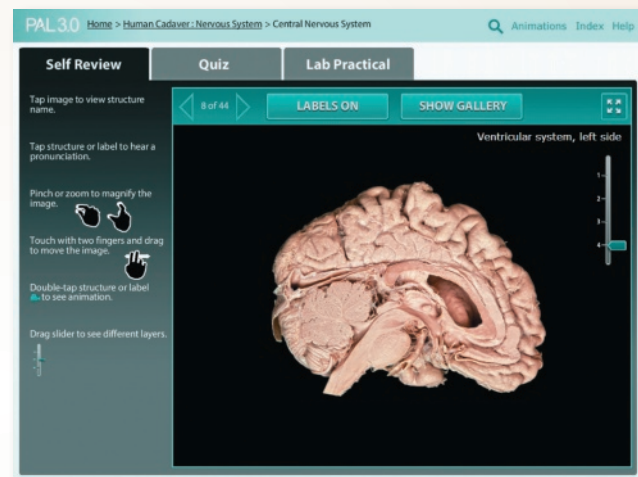 PAL 3.0 Home > Human Cadaver : Nervous System > Central Nervous System
Animations Index Help
Self Review
Quiz
Lab Practical
Tap image to view structure
name.
Tap structure or label to hear a
pronunciation.
Pinch or zoom to magnify the
image.
Touch with two fingers and drag
to move the image.
Double-tap structure or label
to see animation.
Drag slider to see different layers.
8 of 44
LABELS ON
SHOW GALLERY
Ventricular system, left side
1
2
3
4